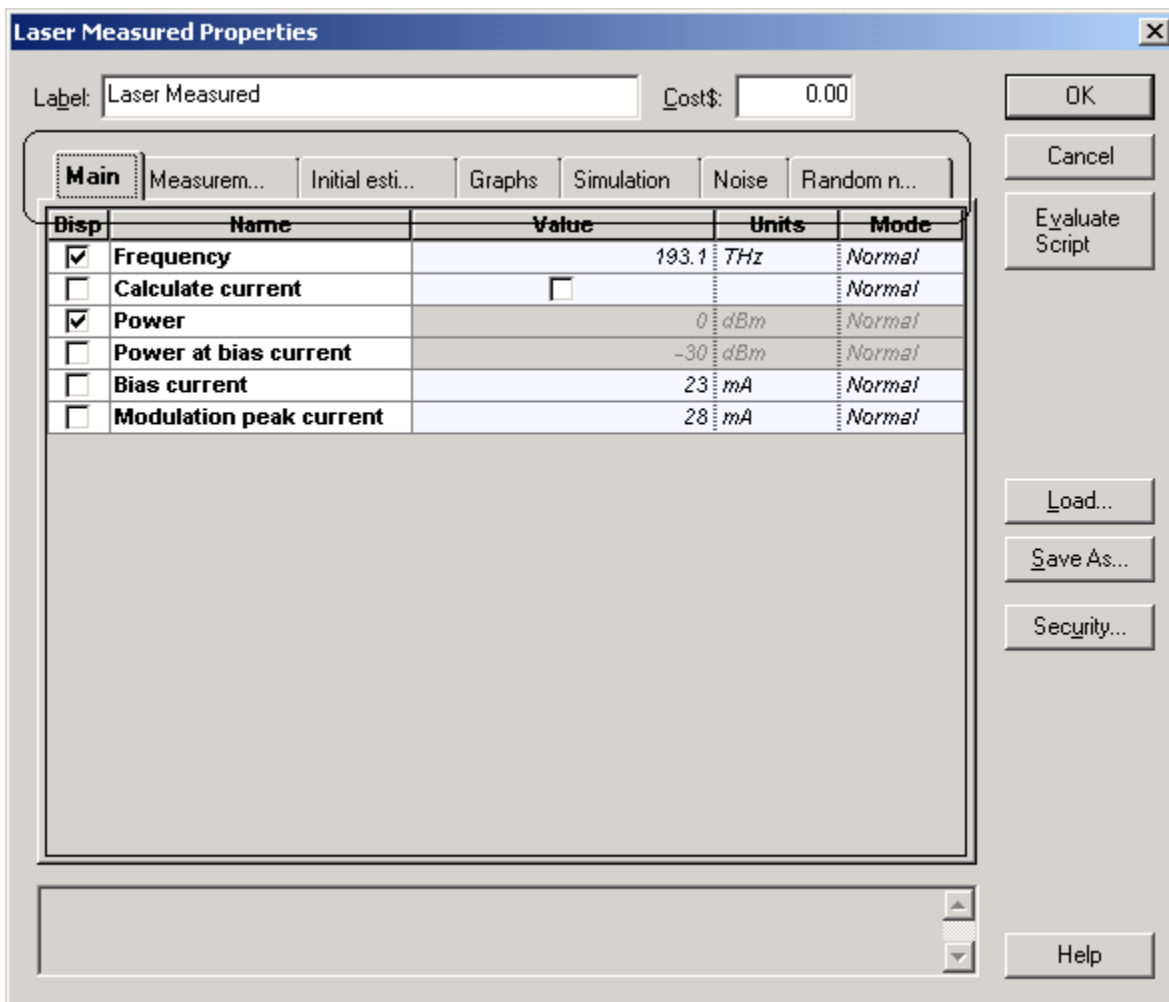 Laser Measured Properties
Label: Laser Measured Cost$: 0.00 OK
Cancel
Main Measurem... Initial esti... Graphs Simulation Noise Random n...
Evaluate Script
Disp Name Value Units Mode
Frequency 193.1 THz Normal
Calculate current Normal
Power 0 dBm Normal
Power at bias current -30 dBm Normal
Bias current 23 mA Normal
Modulation peak current 28 mA Normal
Load...
Save As...
Security...
Help